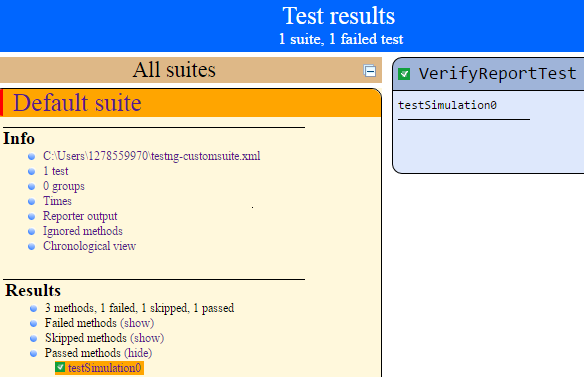 Test results
1 suite, 1 failed test
All suites
Default suite
Info
C:\Users\1278559970\testng-customsuite.xml
1 test
0 groups
Times
Reporter output
Ignored methods
Chronological view
Results
3 methods, 1 failed, 1 skipped, 1 passed
Failed methods (show)
Skipped methods (show)
Passed methods (hide)
testSimulation0
VerifyReportTest
testSimulation0